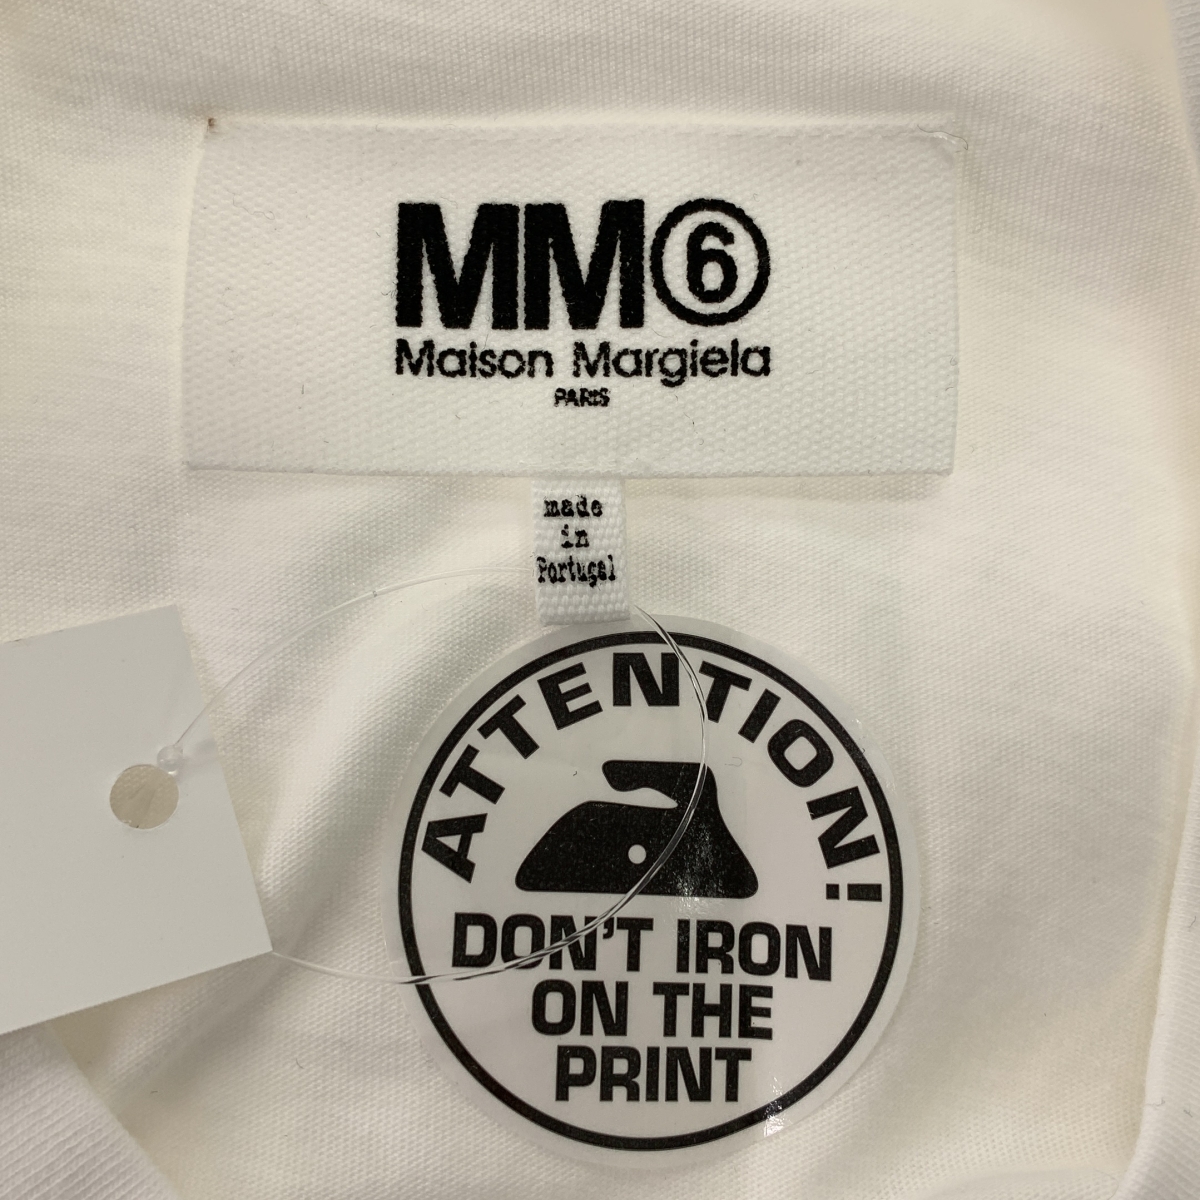 MM⑥
Maison Margiela
PARIS
made
in
Portugal
ATTENTION!
DON'T IRON
ON THE
PRINT